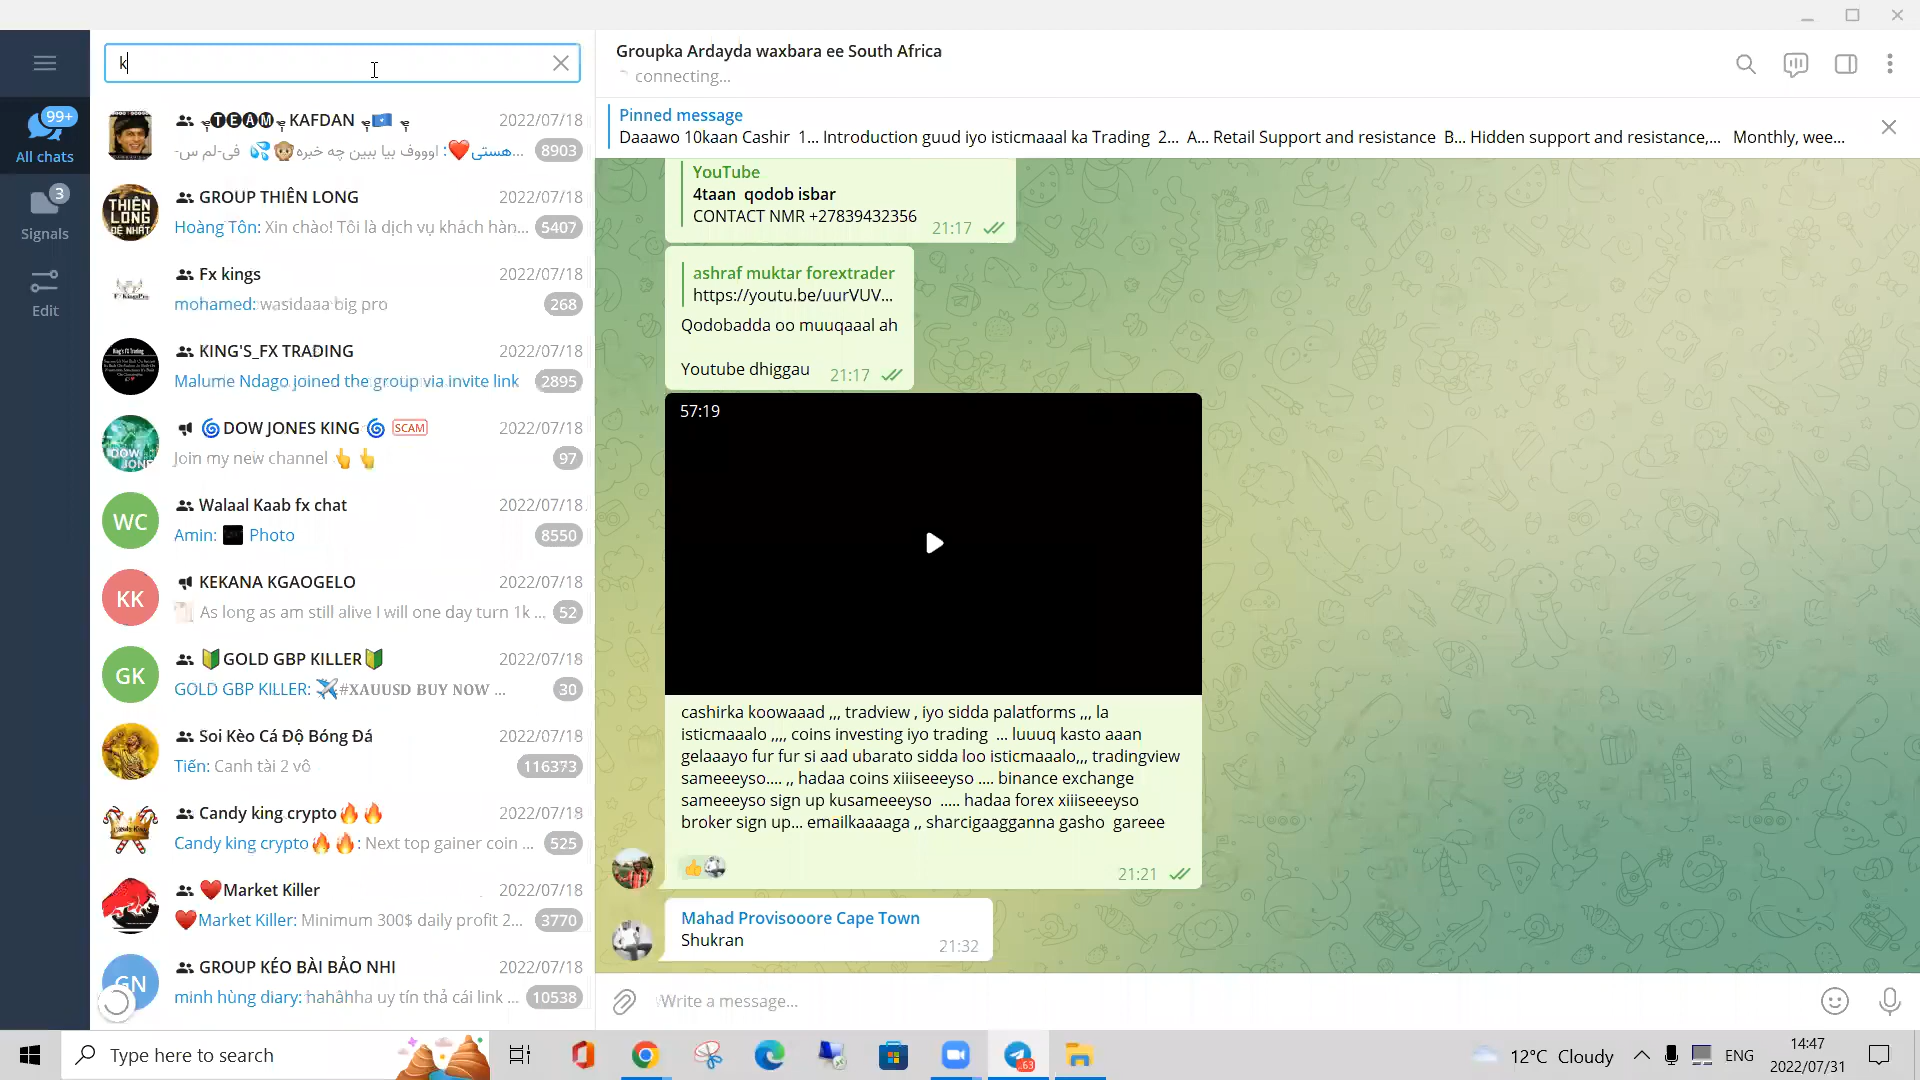 k
99+
All chats
3
Signals
Edit
🅣🅔🅐🅜 KAFDAN
2022/07/18
8903
GROUP THIÊN LONG
2022/07/18
Hoàng Tôn: Xin chào! Tôi là dịch vụ khách hàn...
5407
Fx kings
2022/07/18
mohamed: wasidaaa big pro
268
KING'S_FX TRADING
2022/07/18
Malume Ndago joined the group via invite link
2895
🌀DOW JONES KING 🌀 SCAM
2022/07/18
Join my new channel 👆 👆
97
WC
Walaal Kaab fx chat
2022/07/18
Amin: Photo
8550
KK
KEKANA KGAOGELO
2022/07/18
As long as am still alive I will one day turn 1k ...
52
GK
🔰GOLD GBP KILLER🔰
2022/07/18
GOLD GBP KILLER: ✈️#XAUUSD BUY NOW ...
30
Soi Kèo Cá Độ Bóng Đá
2022/07/18
Tiến: Canh tài 2 vô
116373
Candy king crypto🔥🔥
2022/07/18
Candy king crypto🔥🔥: Next top gainer coin ...
525
❤️Market Killer
2022/07/18
❤️Market Killer: Minimum 300$ daily profit 2...
3770
GN
GROUP KÉO BÀI BẢO NHI
2022/07/18
minh hùng diary: hahahha uy tín thả cái link ...
10538
Groupka Ardayda waxbara ee South Africa
connecting...
Pinned message
Daaawo 10kaan Cashir 1... Introduction guud iyo isticmaaal ka Trading 2... A... Retail Support and resistance B... Hidden support and resistance,... Monthly, wee...
YouTube
4taan qodob isbar
CONTACT NMR +27839432356
21:17
ashraf muktar forextrader
https://youtu.be/uurVUV...
Qodobadda oo muuqaaal ah
Youtube dhiggau
21:17
57:19
cashirka koowaaad ,,, tradview , iyo sidda palatforms ,,, la
isticmaaalo ,,,, coins investing iyo trading ... luuuq kasto aaan
gelaaayo fur fur si aad ubarato sidda loo isticmaaalo,,, tradingview
sameeeyso.... ,, hadaa coins xiiiseeeyso .... binance exchange
sameeeyso sign up kusameeeyso ..... hadaa forex xiiiseeeyso
broker sign up... emailkaaaaga ,, sharcigaagganna gasho gareee
21:21
Mahad Provisooore Cape Town
Shukran
21:32
Write a message...
Type here to search
63
12°C Cloudy
ENG
14:47
2022/07/31